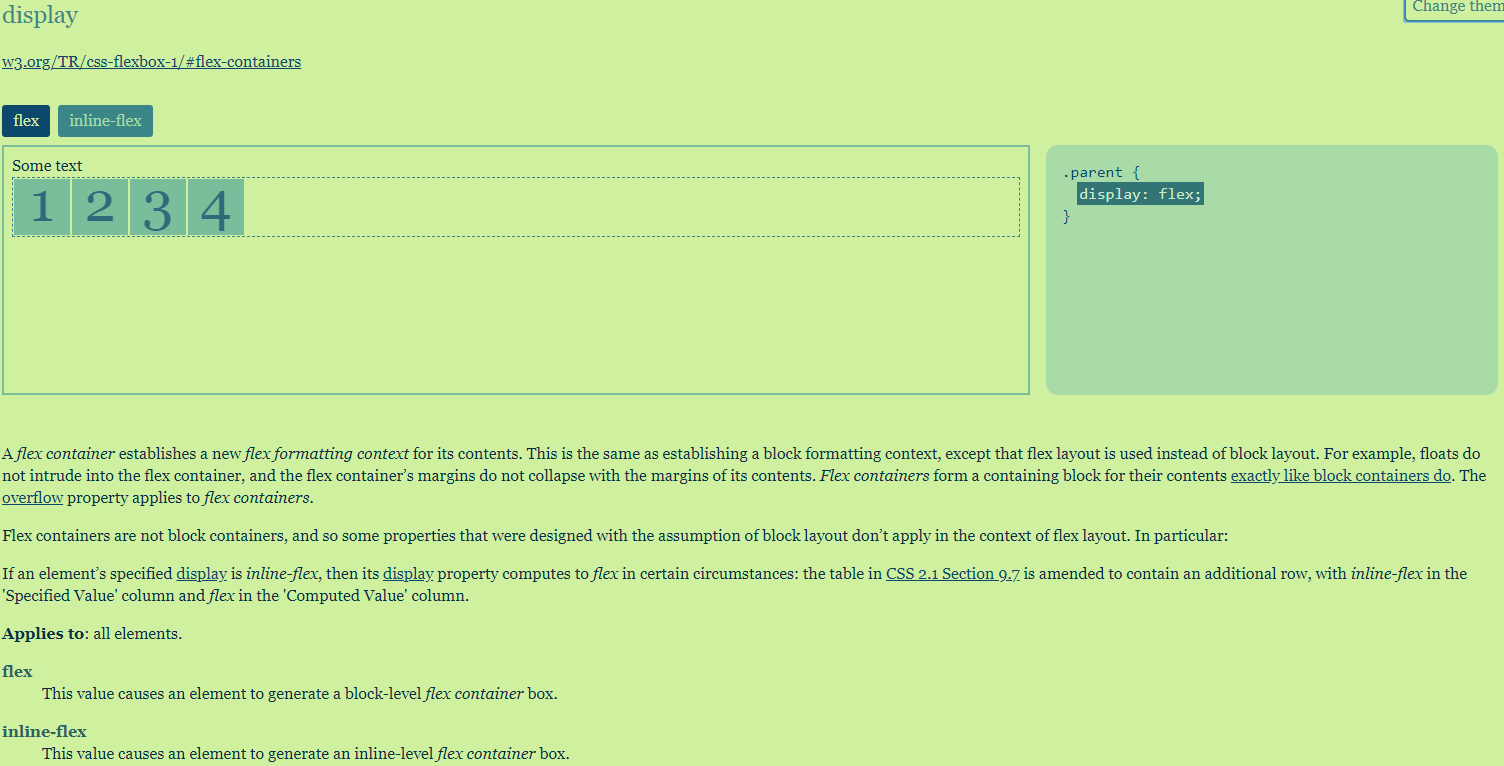 display
Change them
w3.org/TR/css-flexbox-1/#flex-containers
flex inline-flex
Some text
1 2 3 4
.parent {
display: flex;
}
A flex container establishes a new flex formatting context for its contents. This is the same as establishing a block formatting context, except that flex layout is used instead of block layout. For example, floats do
not intrude into the flex container, and the flex container’s margins do not collapse with the margins of its contents. Flex containers form a containing block for their contents exactly like block containers do. The
overflow property applies to flex containers.
Flex containers are not block containers, and so some properties that were designed with the assumption of block layout don’t apply in the context of flex layout. In particular:
If an element’s specified display is inline-flex, then its display property computes to flex in certain circumstances: the table in CSS 2.1 Section 9.7 is amended to contain an additional row, with inline-flex in the
'Specified Value' column and flex in the 'Computed Value' column.
Applies to: all elements.
flex
This value causes an element to generate a block-level flex container box.
inline-flex
This value causes an element to generate an inline-level flex container box.